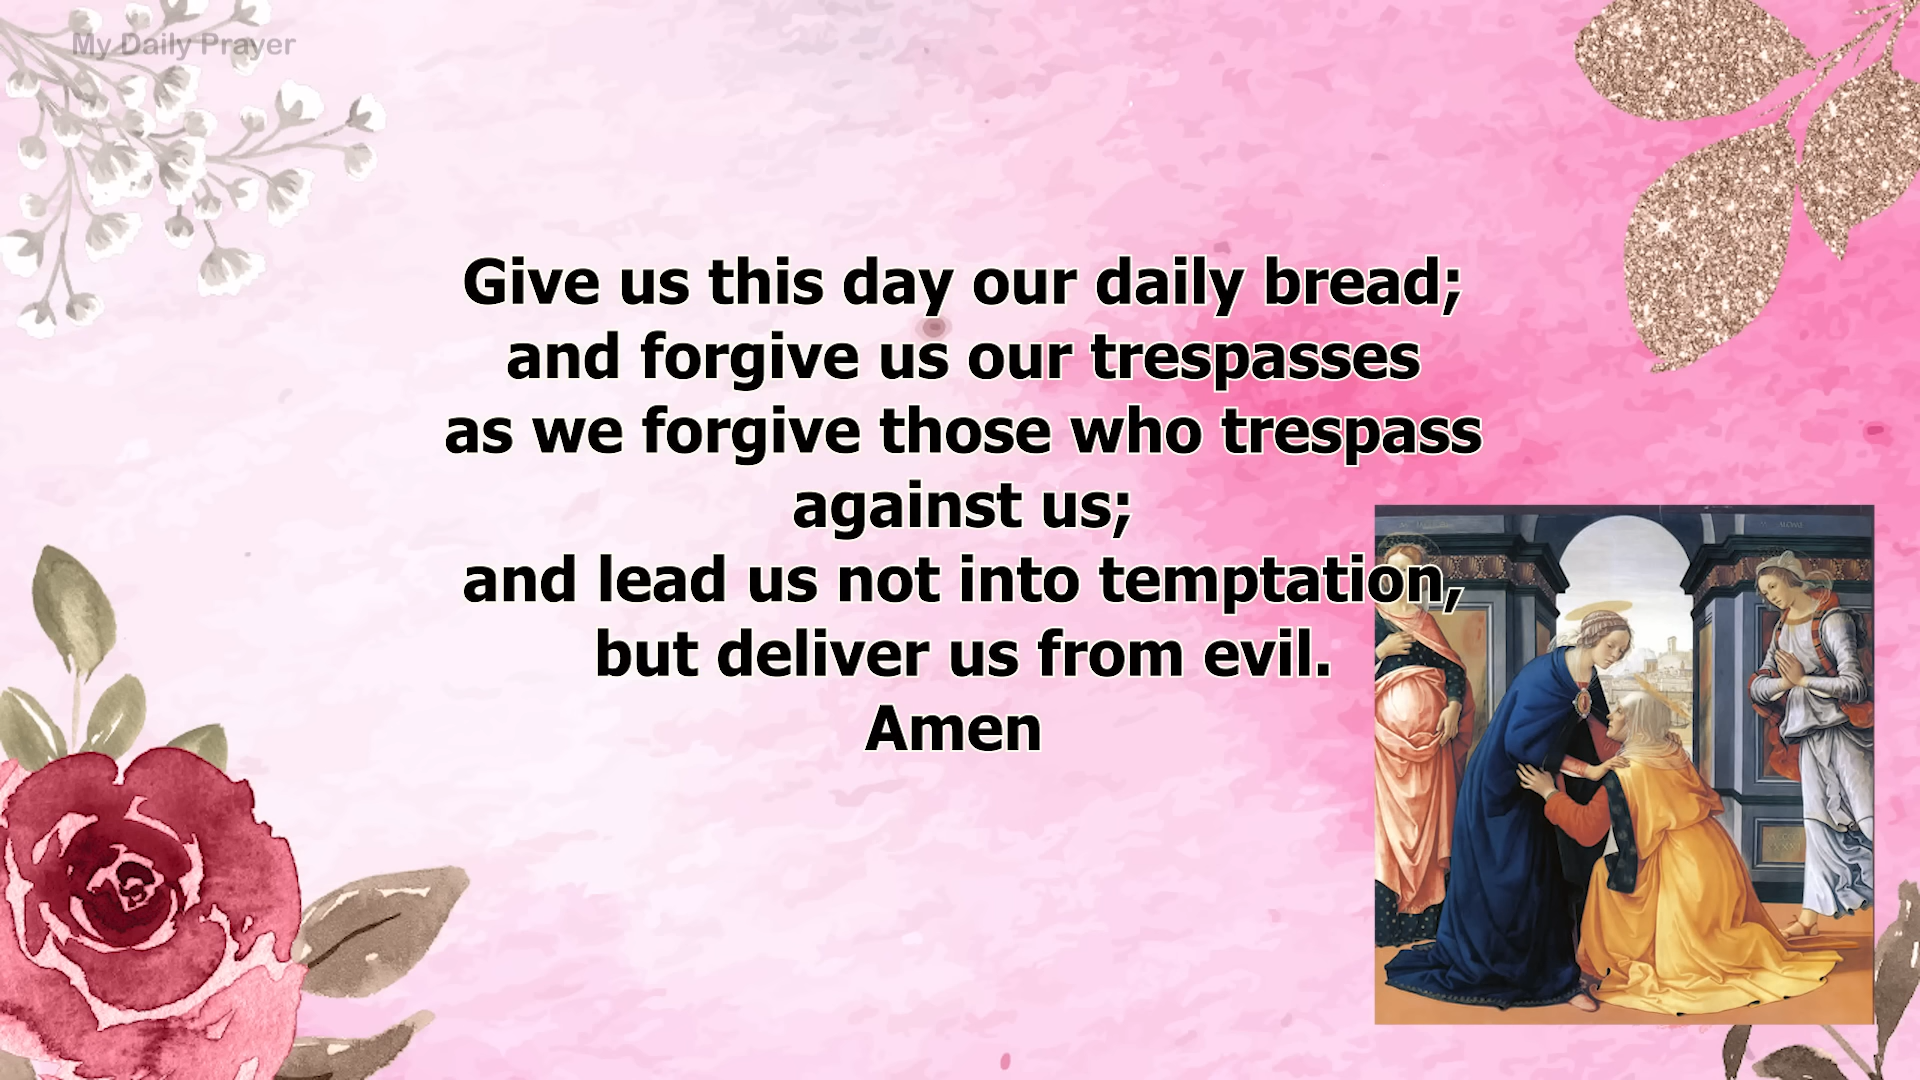 My Daily Prayer
Give us this day our daily bread;
and forgive us our trespasses
as we forgive those who trespass
against us;
and lead us not into temptation,
but deliver us from evil.
Amen